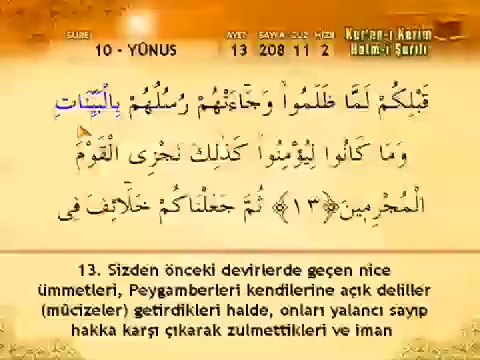 SURE AYET SAYFA CUZ HIZB
10 - YÛNUS 13 208 11 2
Kur'an-ı Kerim
Hatm-i Şerifi
قَبْلِكُمْ لَمَّا ظَلَمُواْ وَجَٓاءَتْهُمْ رُسُلُهُمْ بِالْبَيِّنَاتِ
وَمَا كَانُوا لِيُؤْمِنُواْ كَذٰلِكَ نَجْزِى الْقَوْمَ
الْمُجْرِمِينَ ﴿١٣﴾ ثُمَّ جَعَلْنَاكُمْ خَلَٓائِفَ فِى
13. Sizden önceki devirlerde geçen nice
ümmetleri, Peygamberleri kendilerine açık deliller
(mûcizeler) getirdikleri halde, onları yalancı sayıp
hakka karşı çıkarak zulmettikleri ve iman